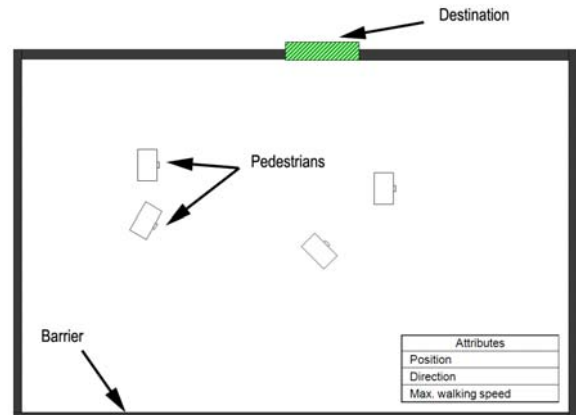 Destination
Pedestrians
Barrier
Attributes
Position
Direction
Max. walking speed